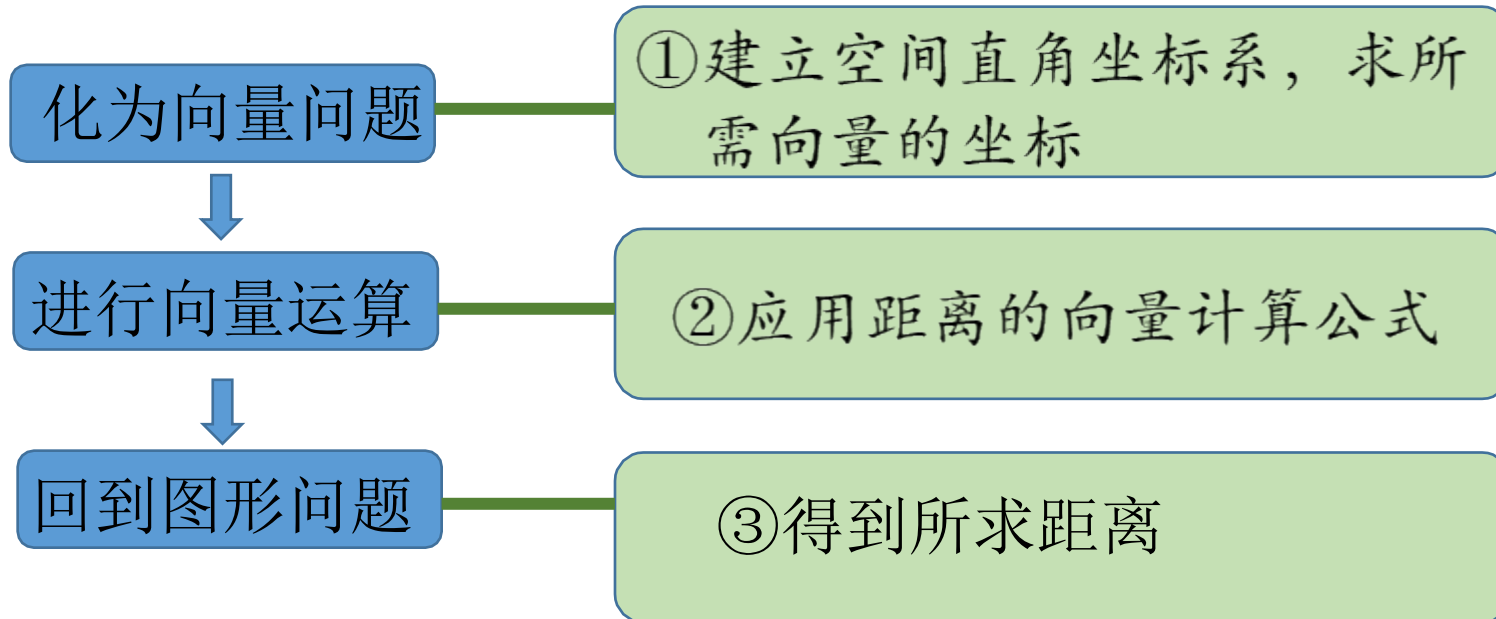 化为向量问题
①建立空间直角坐标系，求所
需向量的坐标
进行向量运算
②应用距离的向量计算公式
回到图形问题
③得到所求距离